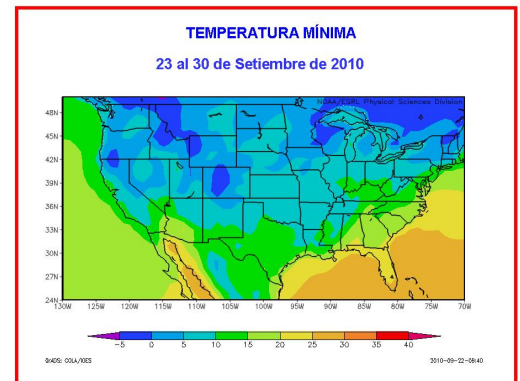 TEMPERATURA MÍNIMA
23 al 30 de Setiembre de 2010
NOAA/ESRL Physical Sciences Division
48N
45N
42N
39N
36N
33N
30N
27N
24N
130W 125W 120W 115W 110W 105W 100W 95W 90W 85W 80W 75W 70W
-5 0 5 10 15 20 25 30 35 40
GrADS: COLA/IGES 2010-09-22-09:40